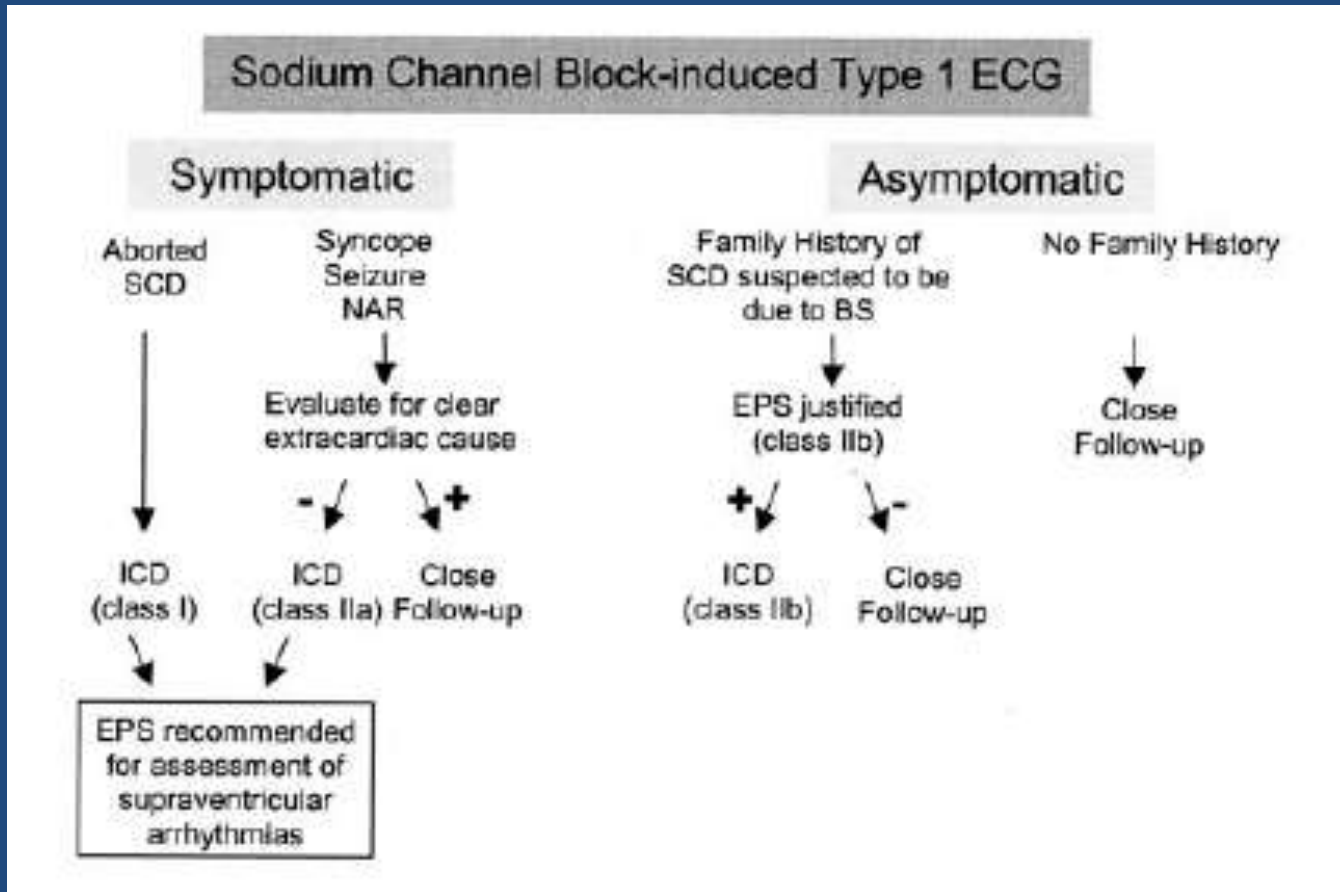 Sodium Channel Block-induced Type 1 ECG
Symptomatic
Asymptomatic
Aborted
SCD
Syncope
Seizure
NAR
Family History of
SCD suspected to be
due to BS
No Family History
Evaluate for clear
extracardiac cause
EPS justified
(class IIb)
Close
Follow-up
-
+
+
-
ICD
(class I)
ICD
(class IIa)
Close
Follow-up
ICD
(class IIb)
Close
Follow-up
EPS recommended
for assessment of
supraventricular
arrhythmias